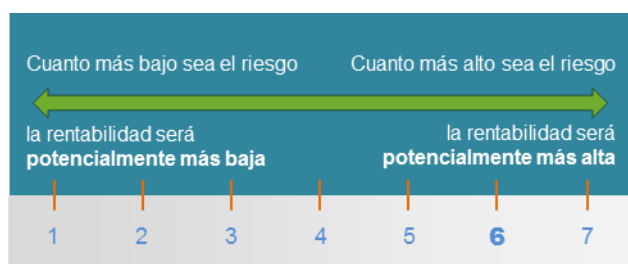 Cuanto más bajo sea el riesgo
Cuanto más alto sea el riesgo
la rentabilidad será
potencialmente más baja
la rentabilidad será
potencialmente más alta
1 2 3 4 5 6 7